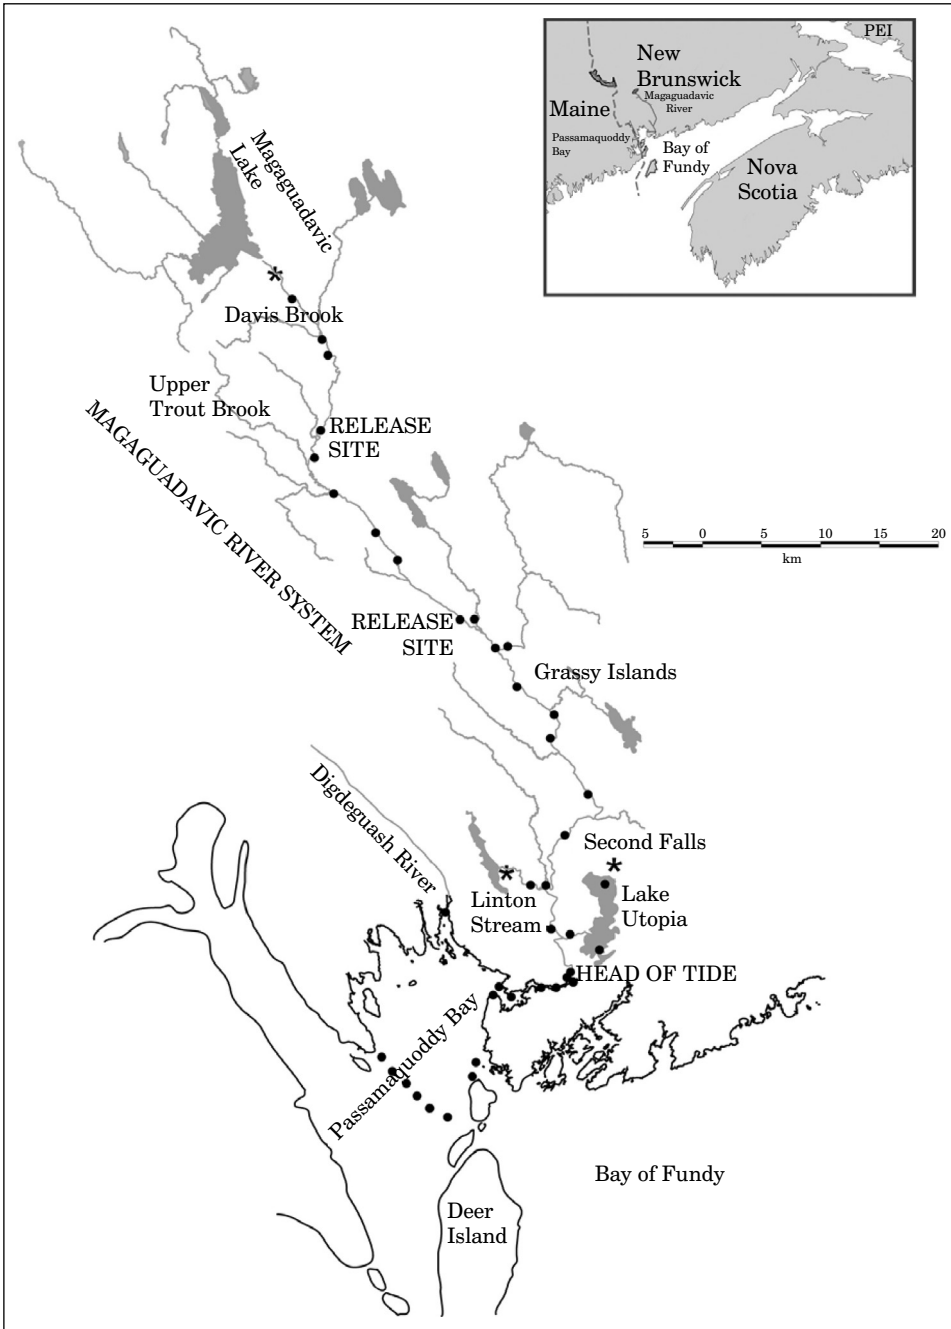 PEI
New
Brunswick
Magaguadavic
River
Maine
Passamaquoddy
Bay
Bay of
Fundy
Nova
Scotia
Magaguadavic
Lake
*
Davis Brook
Upper
Trout Brook
RELEASE
SITE
MAGAGUADAVIC RIVER SYSTEM
5 0 5 10 15 20
km
RELEASE
SITE
Grassy Islands
Digdeguash River
Second Falls
*
*
Linton
Stream
Lake
Utopia
HEAD OF TIDE
Passamaquoddy Bay
Bay of Fundy
Deer
Island